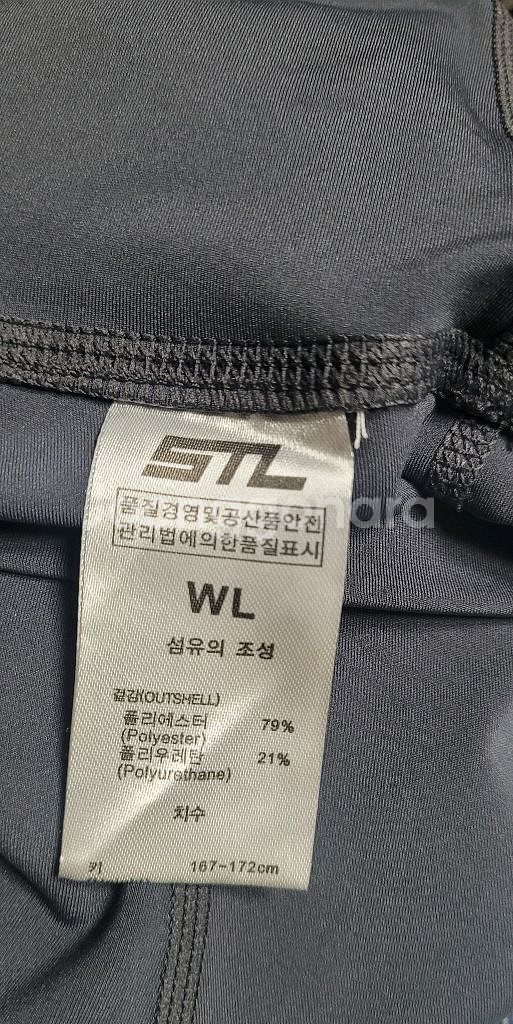 STL
품질경영및공산품안전
관리법에의한품질표시
WL
섬유의 조성
겉감(OUTSHELL)
폴리에스터 79%
(Polyester)
폴리우레탄 21%
(Polyurethane)
치수
키 167-172cm